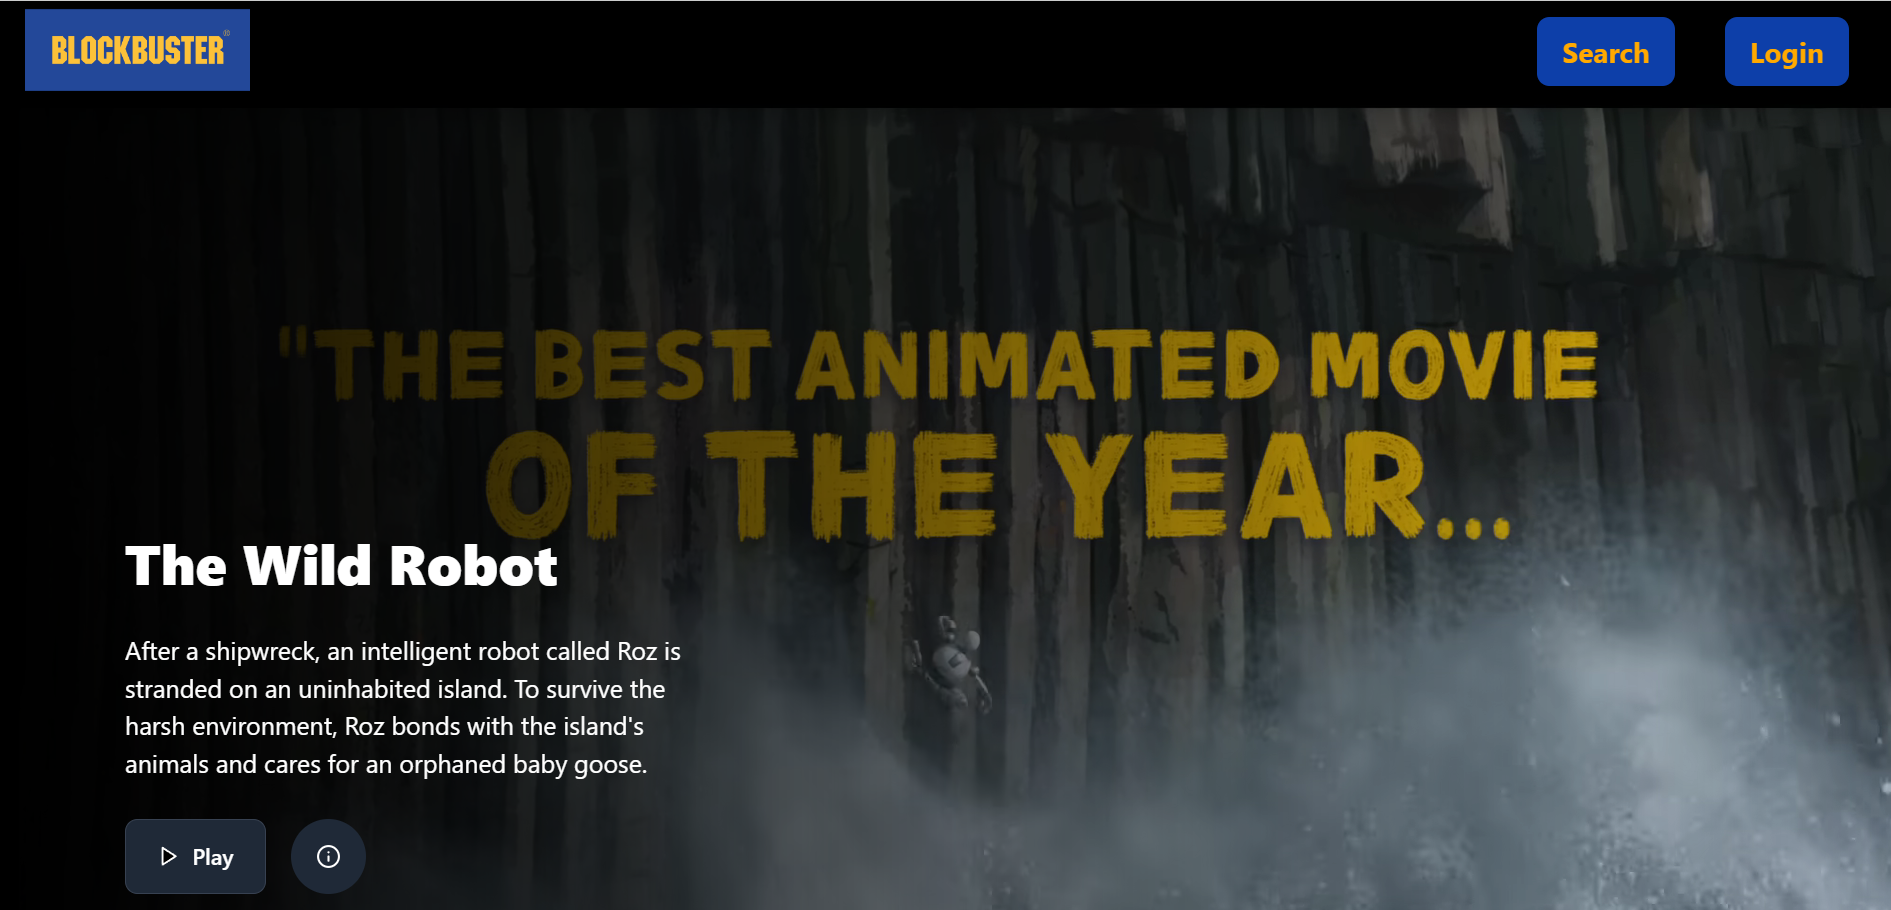 BLOCKBUSTER®
Search
Login
"THE BEST ANIMATED MOVIE
OF THE YEAR...
The Wild Robot
After a shipwreck, an intelligent robot called Roz is
stranded on an uninhabited island. To survive the
harsh environment, Roz bonds with the island's
animals and cares for an orphaned baby goose.
Play